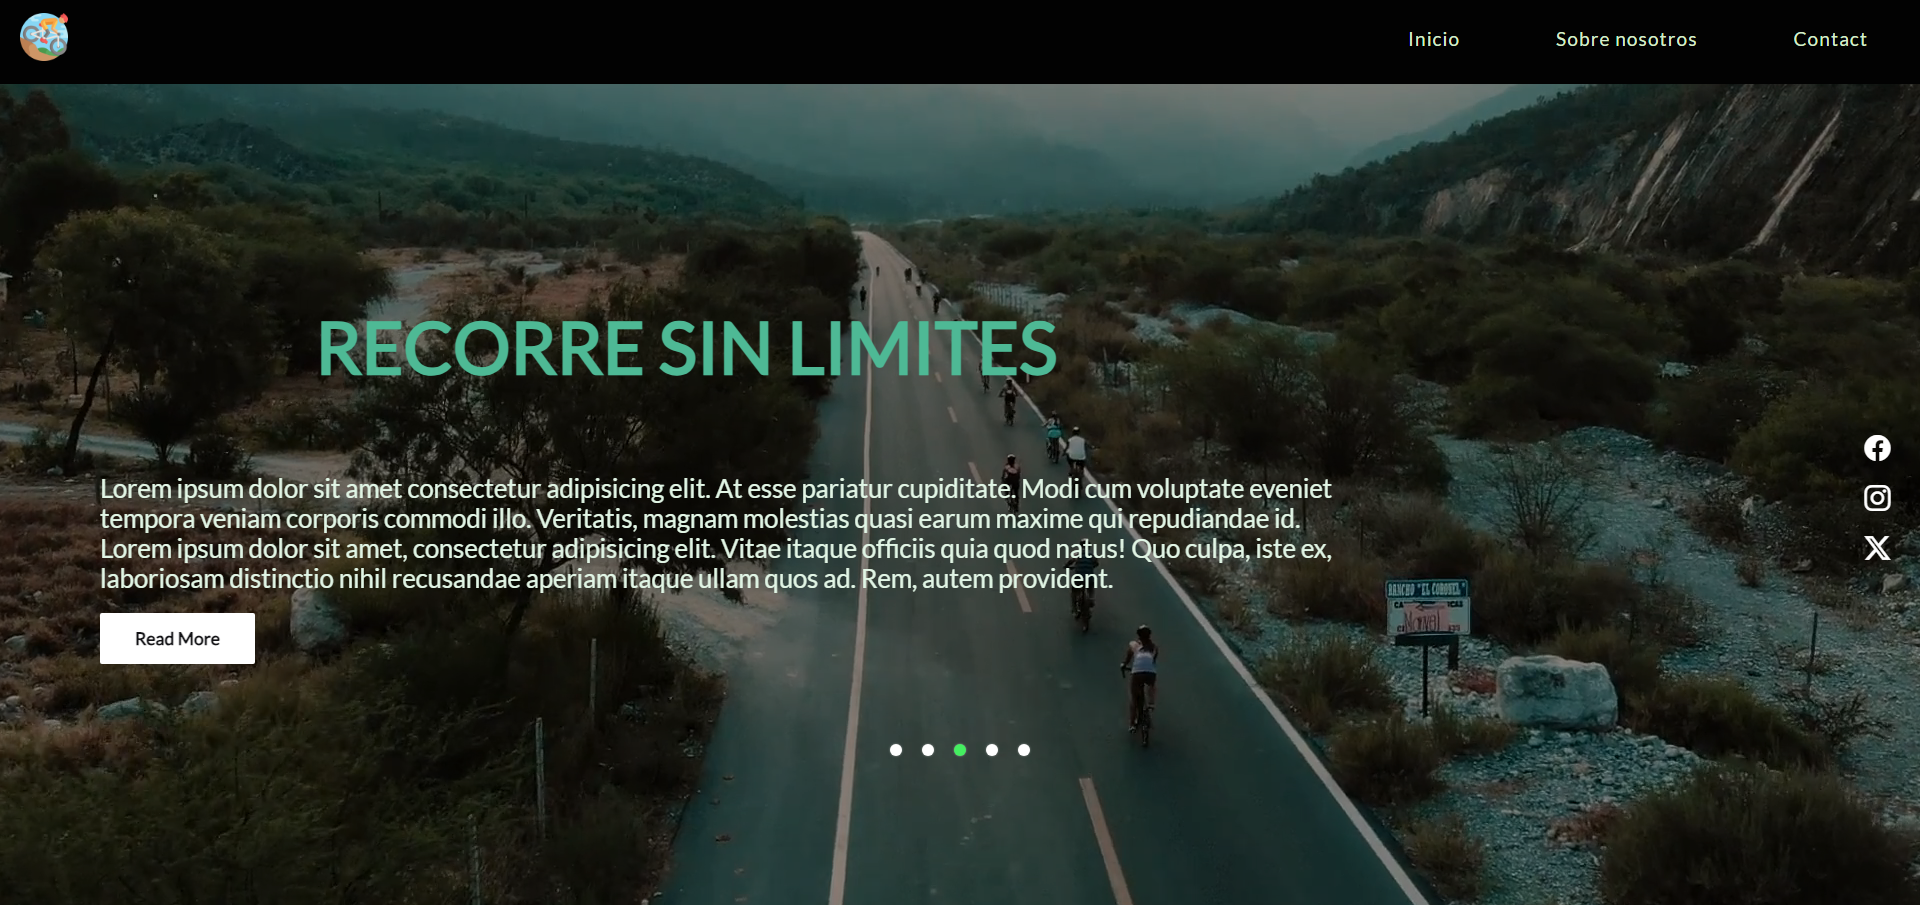 Inicio
Sobre nosotros
Contact
RECORRE SIN LIMITES
Lorem ipsum dolor sit amet consectetur adipisicing elit. At esse pariatur cupiditate. Modi cum voluptate eveniet
tempora veniam corporis commodi illo. Veritatis, magnam molestias quasi earum maxime qui repudiandae id.
Lorem ipsum dolor sit amet, consectetur adipisicing elit. Vitae itaque officiis quia quod natus! Quo culpa, iste ex,
laboriosam distinctio nihil recusandae aperiam itaque ullam quos ad. Rem, autem provident.
RANCHO "EL CORONEL"
Read More